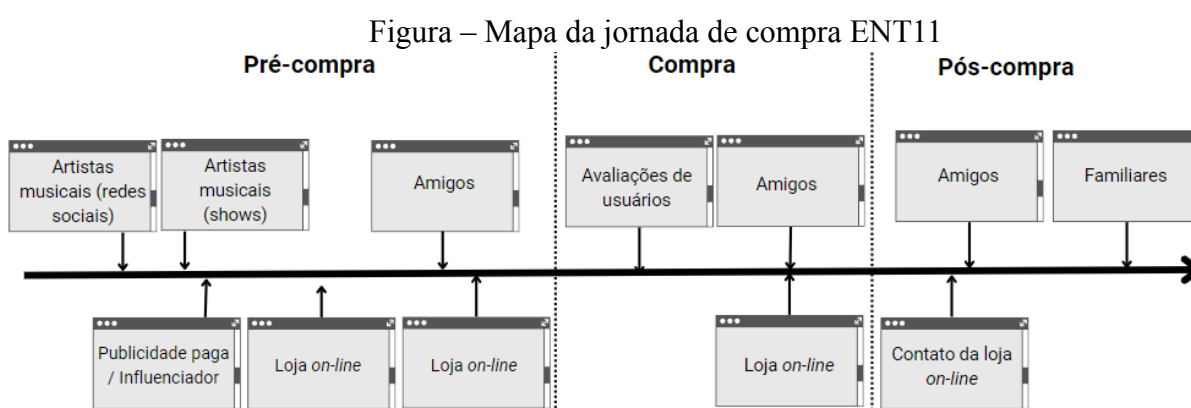 Figura – Mapa da jornada de compra ENT11
Pré-compra
Compra
Pós-compra
Artistas
musicais (redes
sociais)
Artistas
musicais
(shows)
Amigos
Avaliações de
usuários
Amigos
Amigos
Familiares
Publicidade paga
/ Influenciador
Loja on-line
Loja on-line
Loja on-line
Contato da loja
on-line